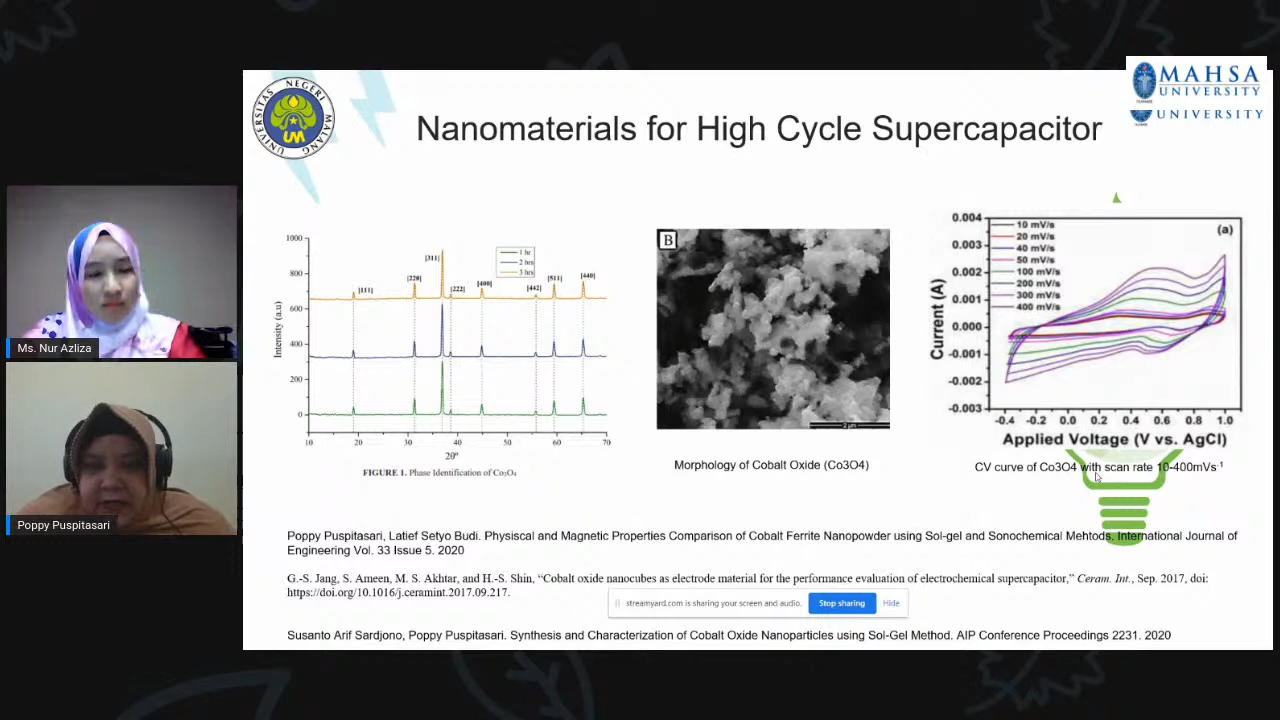 MAHSA
UNIVERSITY
UNIVERSITY
UNIVERSITAS NEGERI MALANG
UM
Nanomaterials for High Cycle Supercapacitor
1000
800
600
400
200
0
Intensity (a.u)
10
20
30
40
50
60
70
2θº
1 hr
2 hrs
3 hrs
[111]
[220]
[311]
[222]
[400]
[442]
[511]
[440]
FIGURE 1. Phase Identification of Co₃O₄
B
2µm
Morphology of Cobalt Oxide (Co3O4)
0.004
0.003
0.002
0.001
0.000
-0.001
-0.002
-0.003
Current (A)
10 mV/s
20 mV/s
40 mV/s
50 mV/s
100 mV/s
200 mV/s
300 mV/s
400 mV/s
(a)
-0.4 -0.2 0.0 0.2 0.4 0.6 0.8 1.0
Applied Voltage (V vs. AgCl)
CV curve of Co3O4 with scan rate 10-400mVs⁻¹
Ms. Nur Azliza
Poppy Puspitasari
Poppy Puspitasari, Latief Setyo Budi. Physiscal and Magnetic Properties Comparison of Cobalt Ferrite Nanopowder using Sol-gel and Sonochemical Mehtods. International Journal of
Engineering Vol. 33 Issue 5. 2020
G.-S. Jang, S. Ameen, M. S. Akhtar, and H.-S. Shin, “Cobalt oxide nanocubes as electrode material for the performance evaluation of electrochemical supercapacitor,” Ceram. Int., Sep. 2017, doi:
https://doi.org/10.1016/j.ceramint.2017.09.217.
streamyard.com is sharing your screen and audio.
Stop sharing
Hide
Susanto Arif Sardjono, Poppy Puspitasari. Synthesis and Characterization of Cobalt Oxide Nanoparticles using Sol-Gel Method. AIP Conference Proceedings 2231. 2020